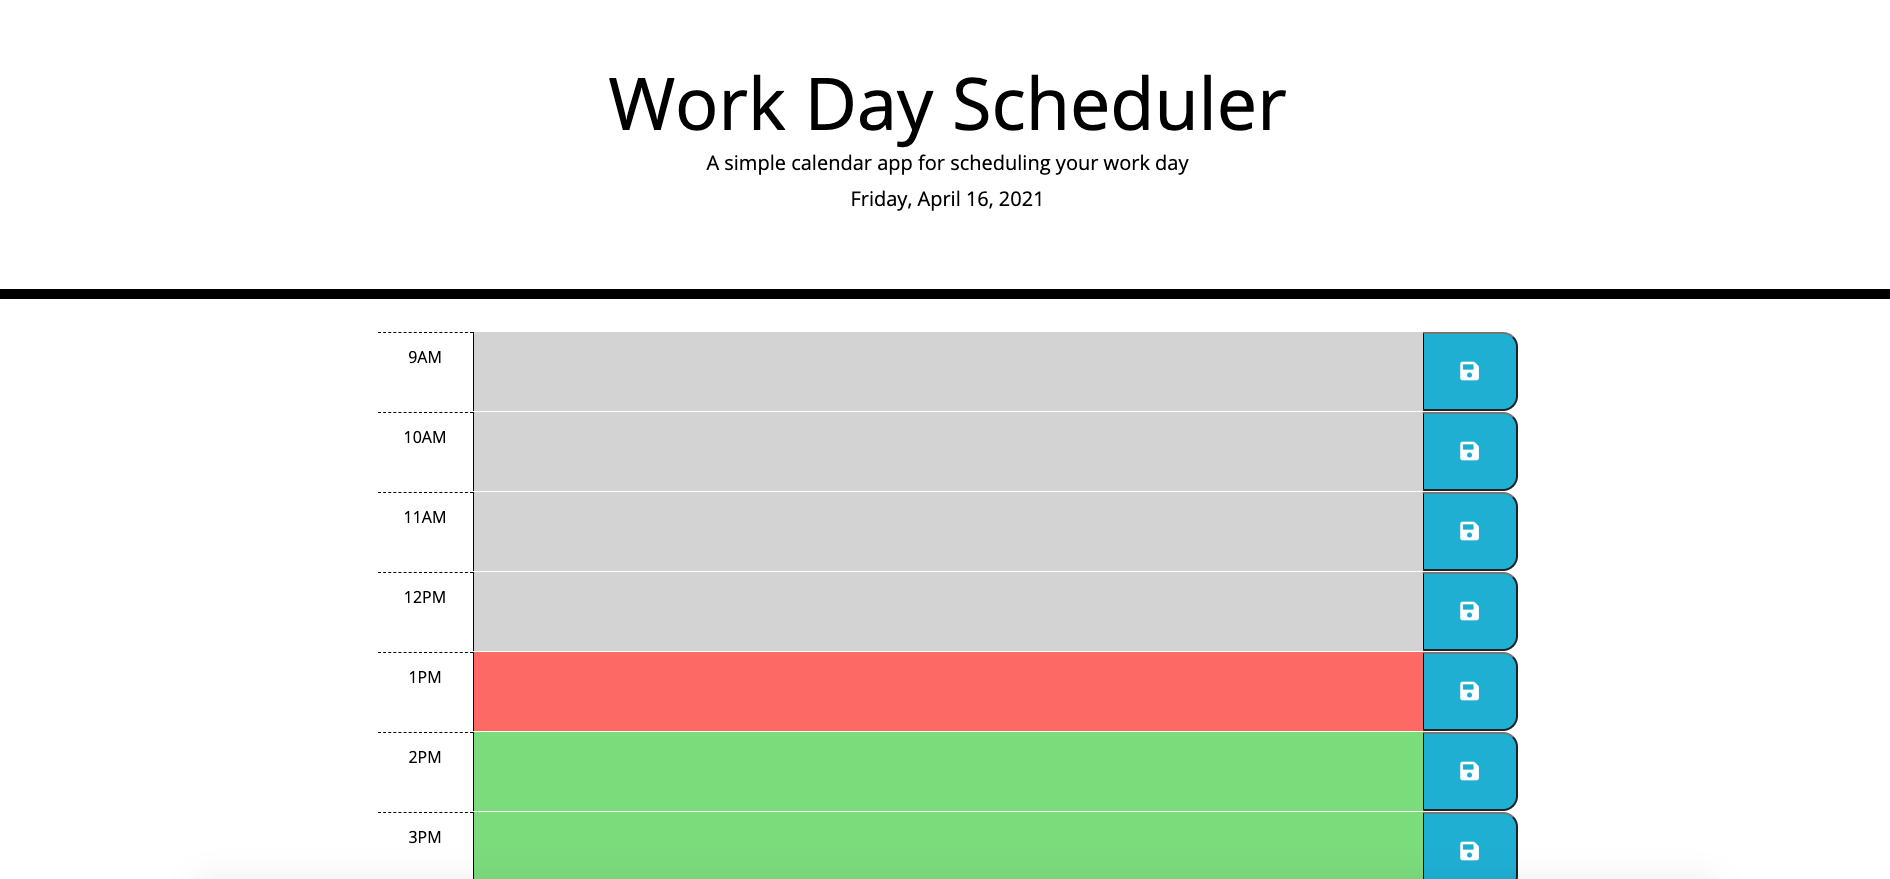 Work Day Scheduler
A simple calendar app for scheduling your work day
Friday, April 16, 2021
9AM
10AM
11AM
12PM
1PM
2PM
3PM